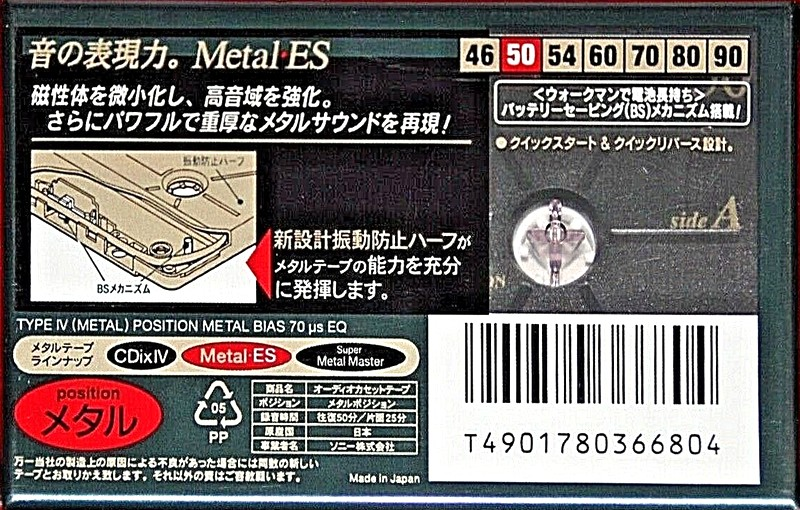 音の表現力。 Metal・ES
46 50 54 60 70 80 90
磁性体を微小化し、高音域を強化。
さらにパワフルで重厚なメタルサウンドを再現!
<ウォークマンで電池長持ち>
バッテリーセービング(BS)メカニズム搭載!
●クイックスタート & クイックリバース設計。
振動防止ハーフ
BSメカニズム
新設計振動防止ハーフが
メタルテープの能力を充分
に発揮します。
side A
TYPE IV (METAL) POSITION METAL BIAS 70 μs EQ
メタルテープ
ラインナップ
CDixIV
Metal・ES
Super
Metal Master
position
メタル
05
PP
商品名 オーディオカセットテープ
ポジション メタルポジション
録音時間 往復50分/片面25分
原産国 日本
事業者名 ソニー株式会社
万一当社の製造上の原因による不良があった場合には同数の新しい
テープとお取りかえ致します。それ以外の責はご容赦願います。
Made in Japan
T4901780366804